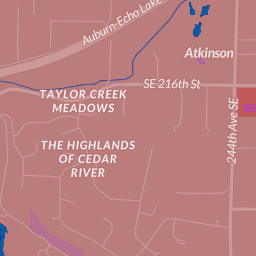 Auburn-Echo Lake
Atkinson
SE 216th St
TAYLOR CREEK
MEADOWS
244th Ave SE
THE HIGHLANDS
OF CEDAR
RIVER